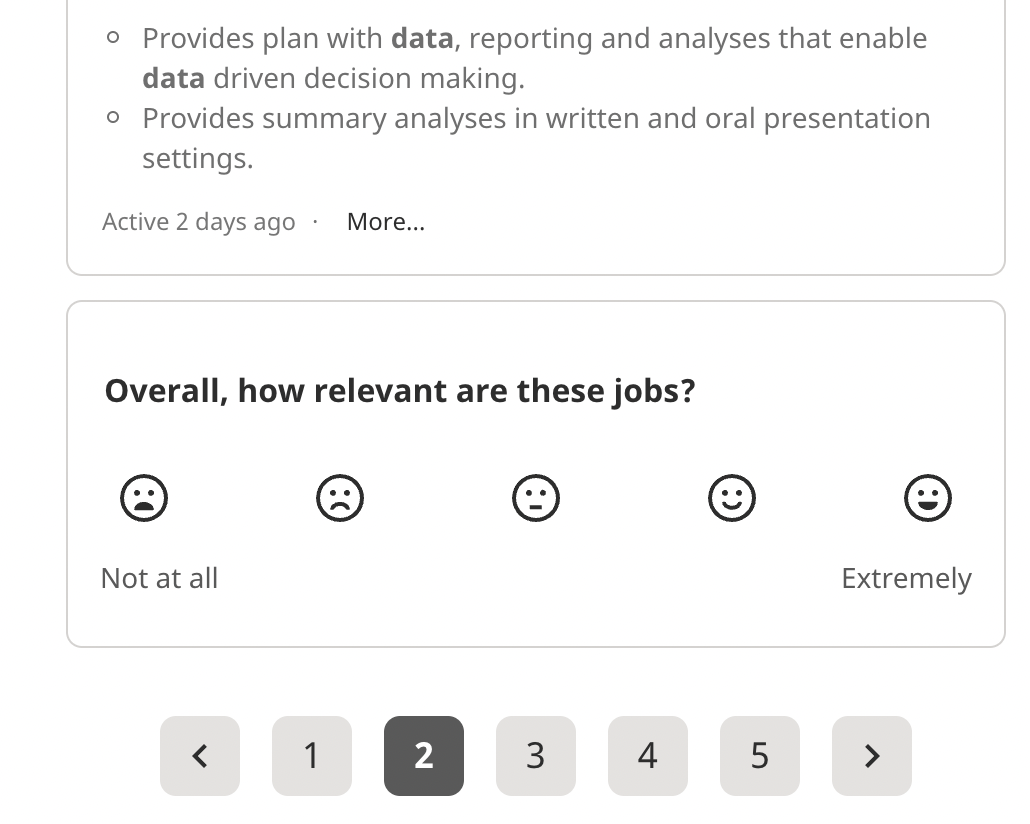 Provides plan with data, reporting and analyses that enable
data driven decision making.
Provides summary analyses in written and oral presentation
settings.
Active 2 days ago · More...
Overall, how relevant are these jobs?
Not at all Extremely
1 2 3 4 5